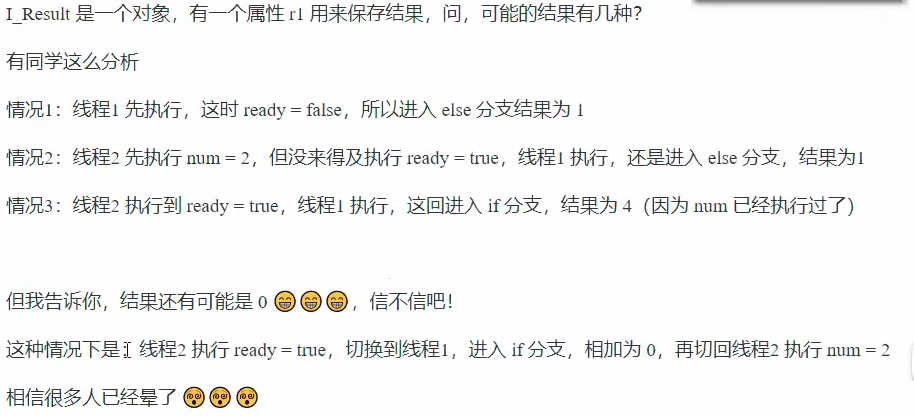 I_Result 是一个对象，有一个属性 r1 用来保存结果，问，可能的结果有几种？
有同学这么分析
情况1：线程1 先执行，这时 ready = false，所以进入 else 分支结果为 1
情况2：线程2 先执行 num = 2，但没来得及执行 ready = true，线程1 执行，还是进入 else 分支，结果为1
情况3：线程2 执行到 ready = true，线程1 执行，这回进入 if 分支，结果为 4（因为 num 已经执行过了）
但我告诉你，结果还有可能是 0 😁😁😁，信不信吧！
这种情况下是：线程2 执行 ready = true，切换到线程1，进入 if 分支，相加为 0，再切回线程2 执行 num = 2
相信很多人已经晕了 😵😵😵